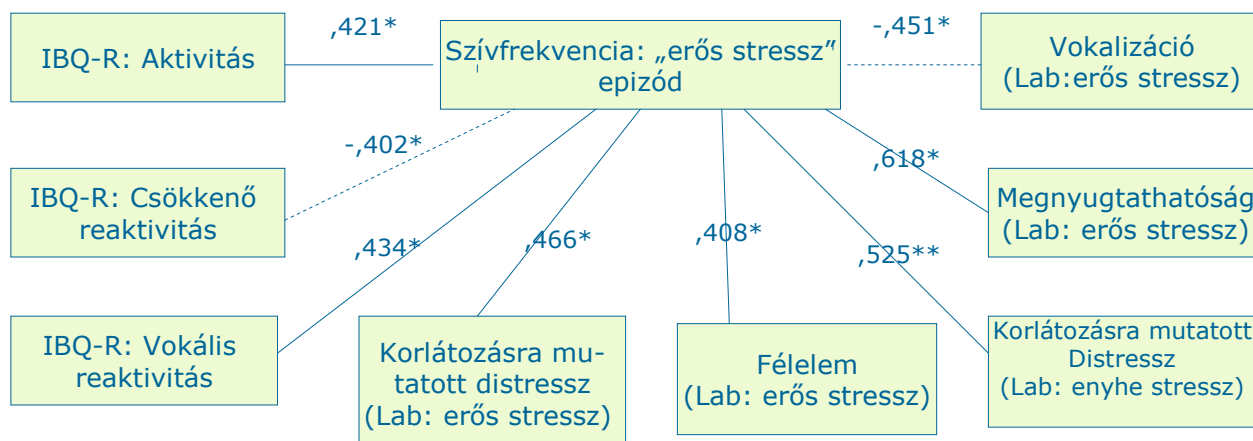 ,421*
-,451*
IBQ-R: Aktivitás
Szívfrekvencia: „erős stressz”
epizód
Vokalizáció
(Lab:erős stressz)
-,402*
,618*
IBQ-R: Csökkenő
reaktivitás
Megnyugtathatóság
(Lab: erős stressz)
,434*
,466*
,408*
,525**
IBQ-R: Vokális
reaktivitás
Korlátozásra mu-
tatott distressz
(Lab: erős stressz)
Félelem
(Lab: erős stressz)
Korlátozásra mutatott
Distressz
(Lab: enyhe stressz)